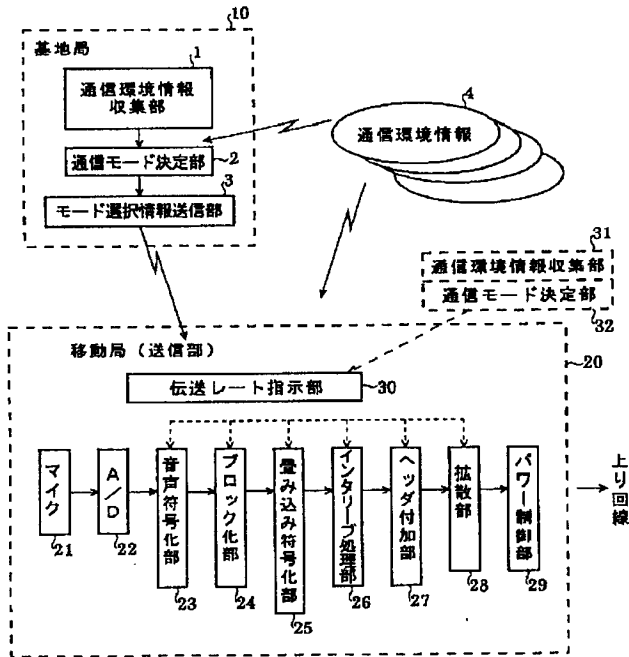 10
基地局
1
通信環境情報
収集部
通信モード決定部
2
3
モード選択情報送信部
4
通信環境情報
31
通信環境情報収集部
通信モード決定部
32
移動局(送信部)
20
伝送レート指示部
30
マイク
21
A/D
22
音声符号化部
23
ブロック化部
24
畳み込み符号化部
25
インタリーブ処理部
26
ヘッダ付加部
27
拡散部
28
パワー制御部
29
上り回線